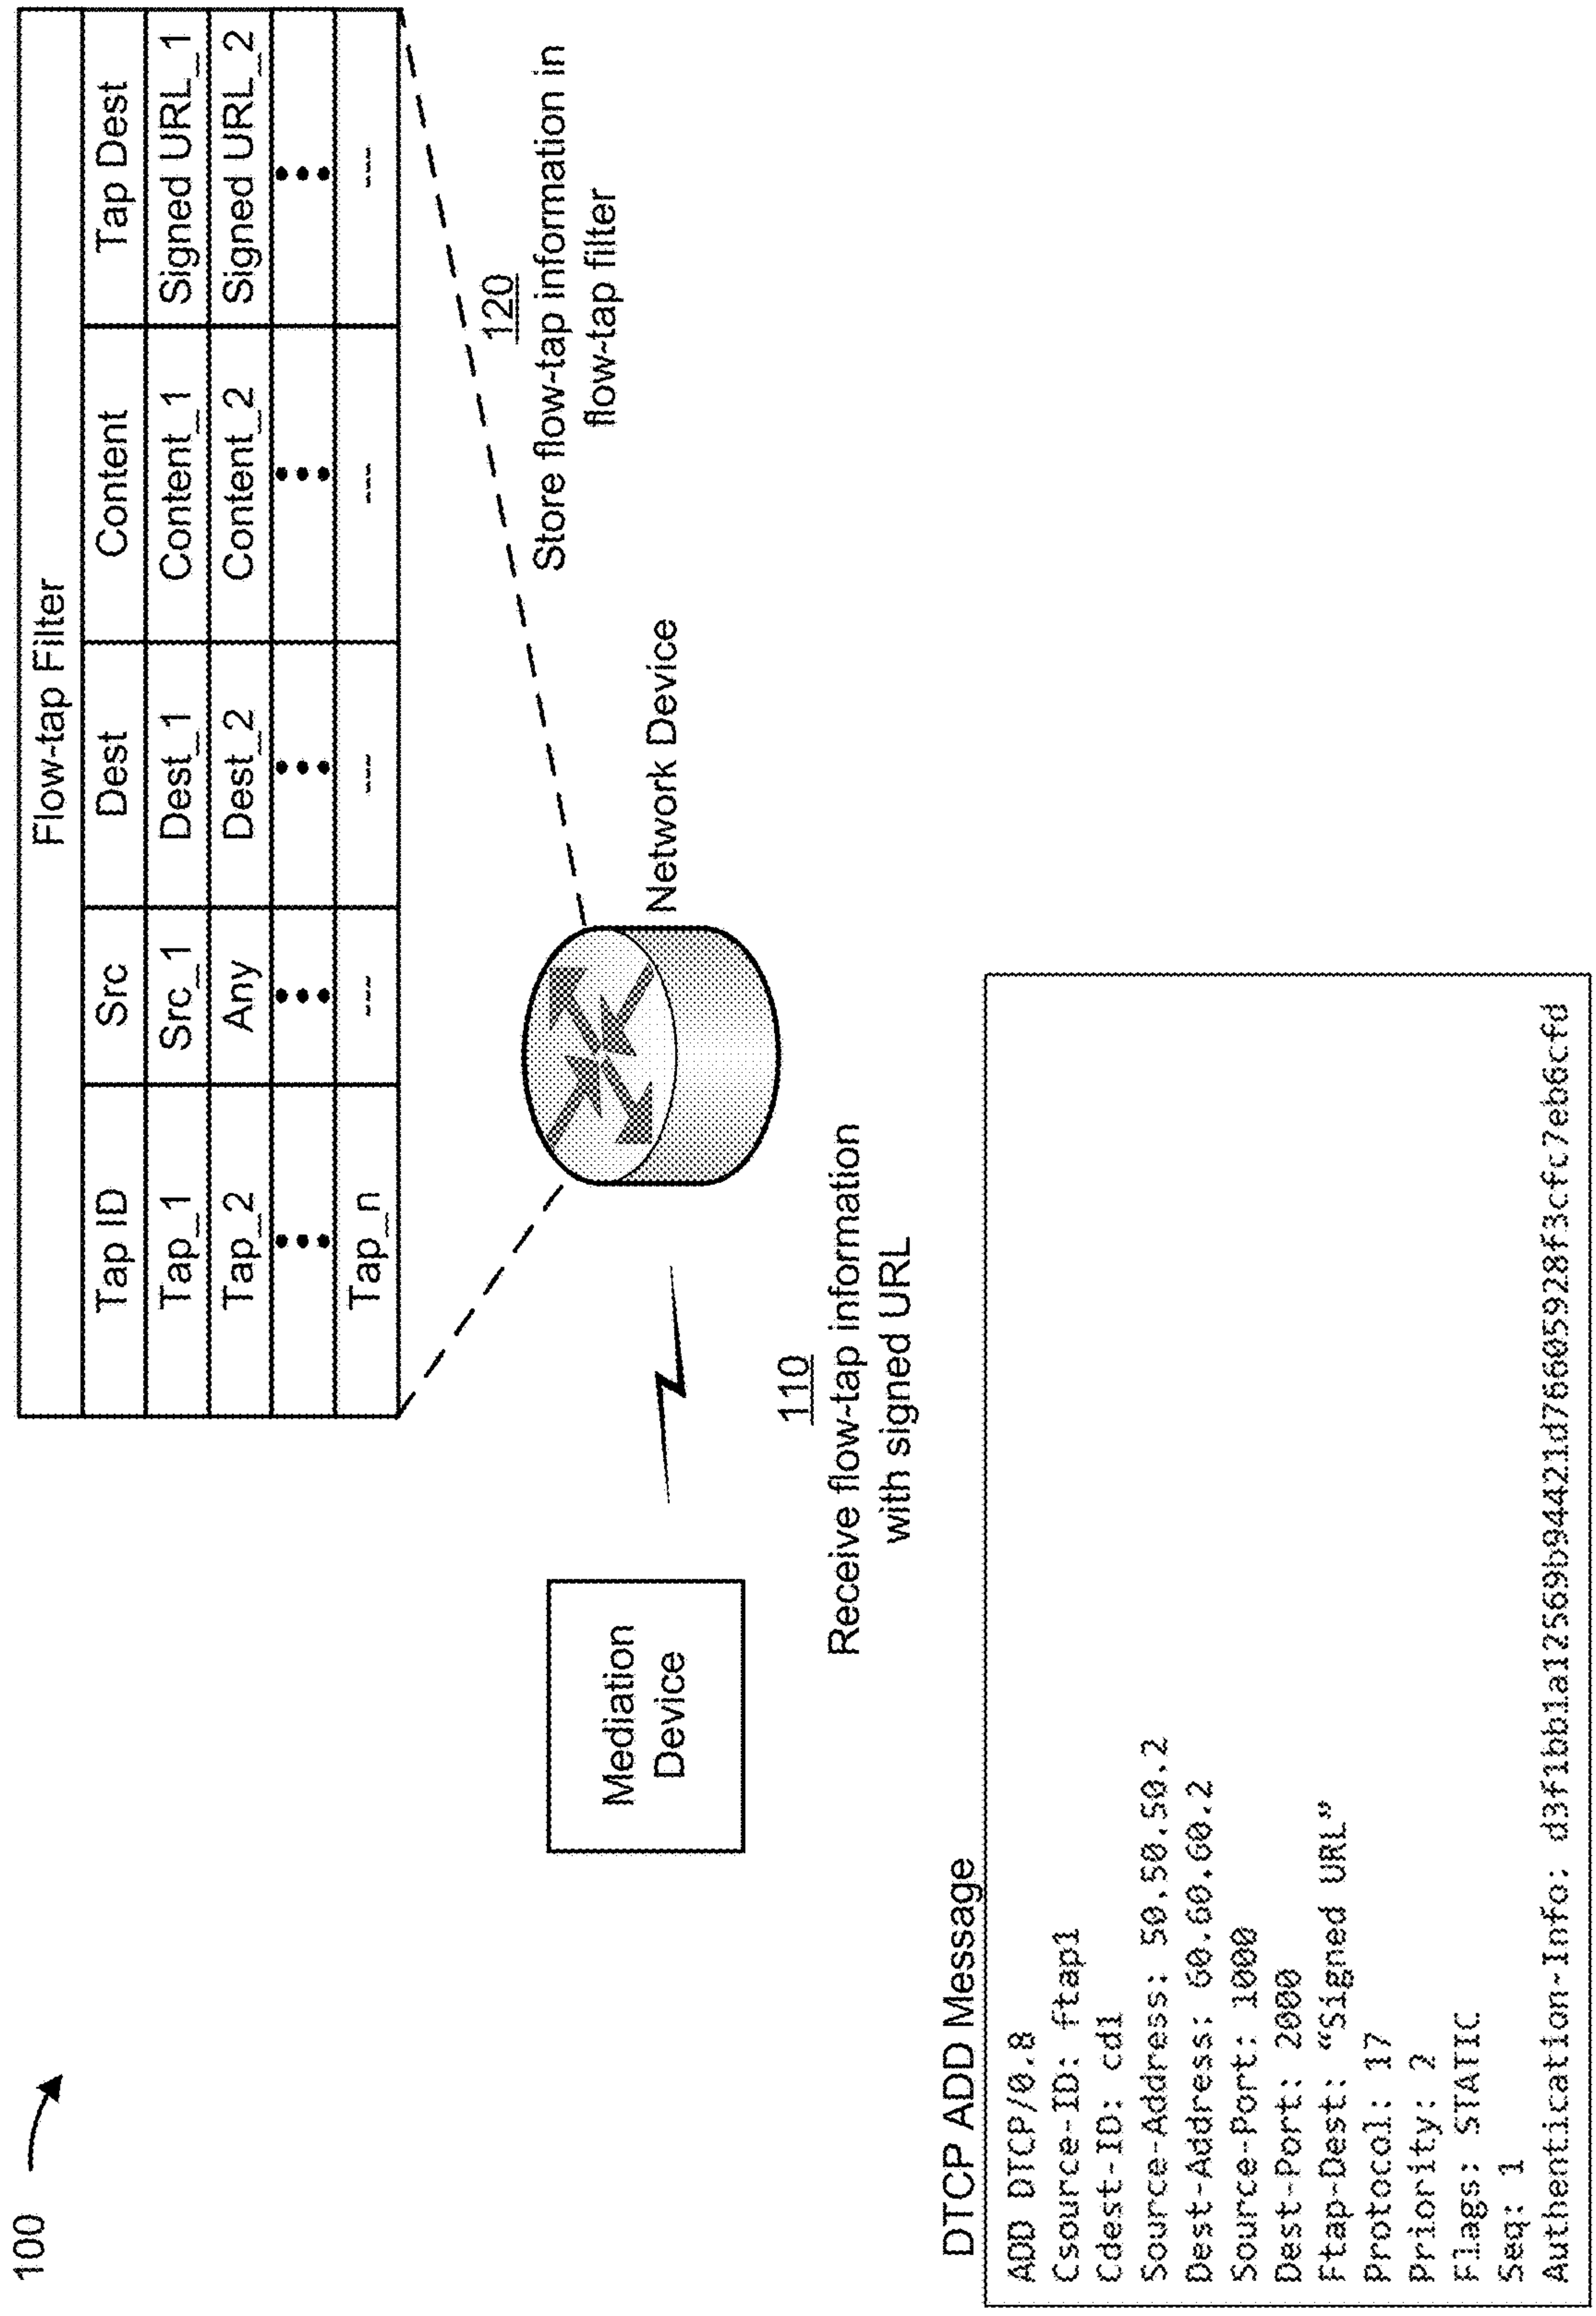 100
Flow-tap Filter
Tap ID Src Dest Content Tap Dest
Tap_1 Src_1 Dest_1 Content_1 Signed URL_1
Tap_2 Any Dest_2 Content_2 Signed URL_2
••• ••• ••• ••• •••
Tap_n --- --- --- ---
120
Store flow-tap information in
flow-tap filter
Mediation
Device
Network Device
110
Receive flow-tap information
with signed URL
DTCP ADD Message
ADD DTCP/0.8
Csource-ID: ftap1
Cdest-ID: cd1
Source-Address: 50.50.50.2
Dest-Address: 60.60.60.2
Source-Port: 1000
Dest-Port: 2000
Ftap-Dest: “Signed URL”
Protocol: 17
Priority: 2
Flags: STATIC
Seq: 1
Authentication-Info: d3f1bb1a12569b94421d76605928f3cfc7eb6cfd